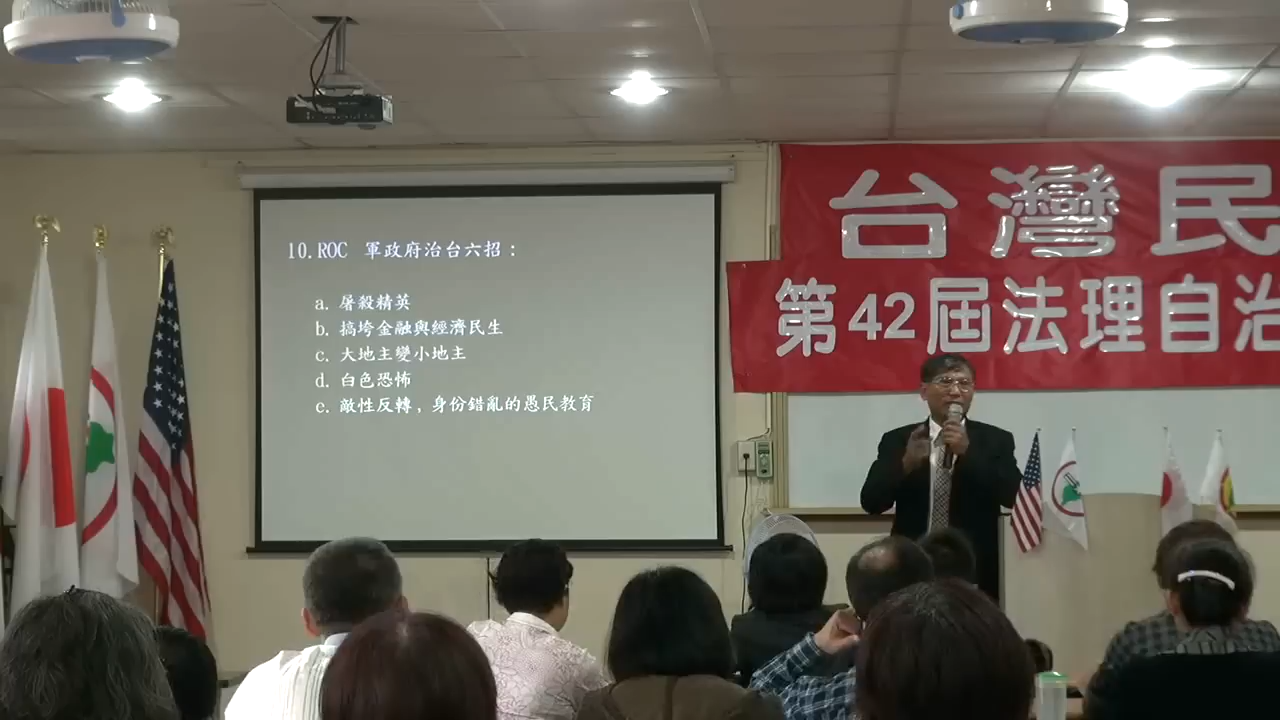 10.ROC 軍政府治台六招：
a. 屠殺精英
b. 搞垮金融與經濟民生
c. 大地主變小地主
d. 白色恐怖
e. 敵性反轉，身份錯亂的愚民教育
台灣民
第42屆法理自治